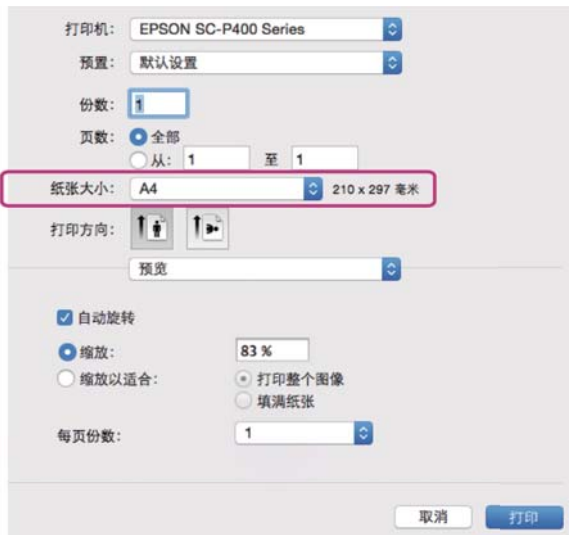 打印机: EPSON SC-P400 Series
预置: 默认设置
份数: 1
页数: 全部
从: 1 至 1
纸张大小: A4 210 x 297 毫米
打印方向:
预览
自动旋转
缩放: 83 %
缩放以适合: 打印整个图像
填满纸张
每页份数: 1
取消 打印